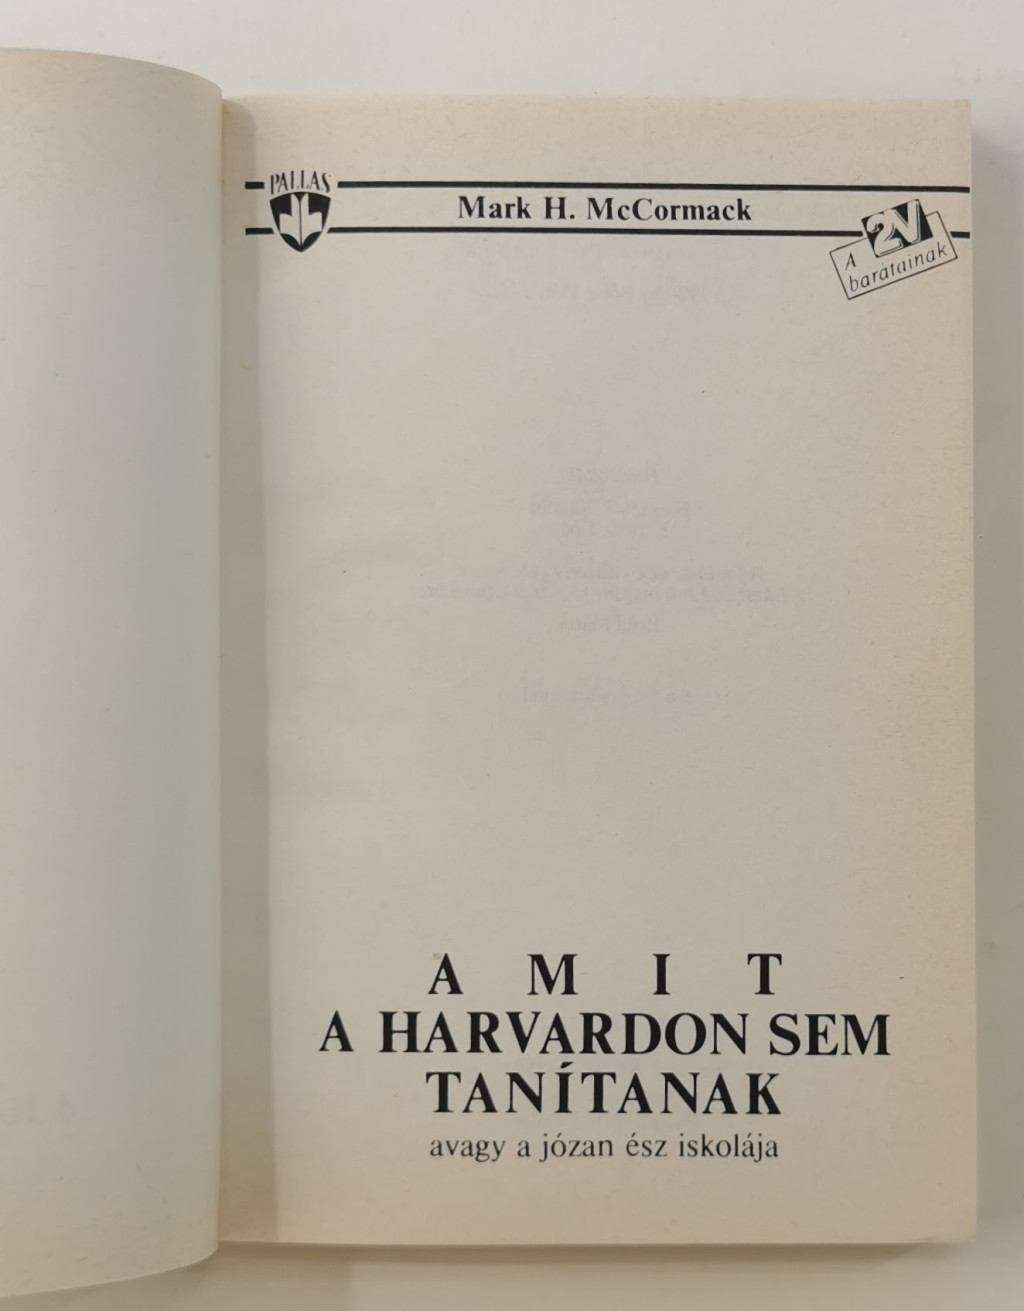 PALLAS
Mark H. McCormack
A 2V
barátainak
A M I T
A HARVARDON SEM
TANÍTANAK
avagy a józan ész iskolája